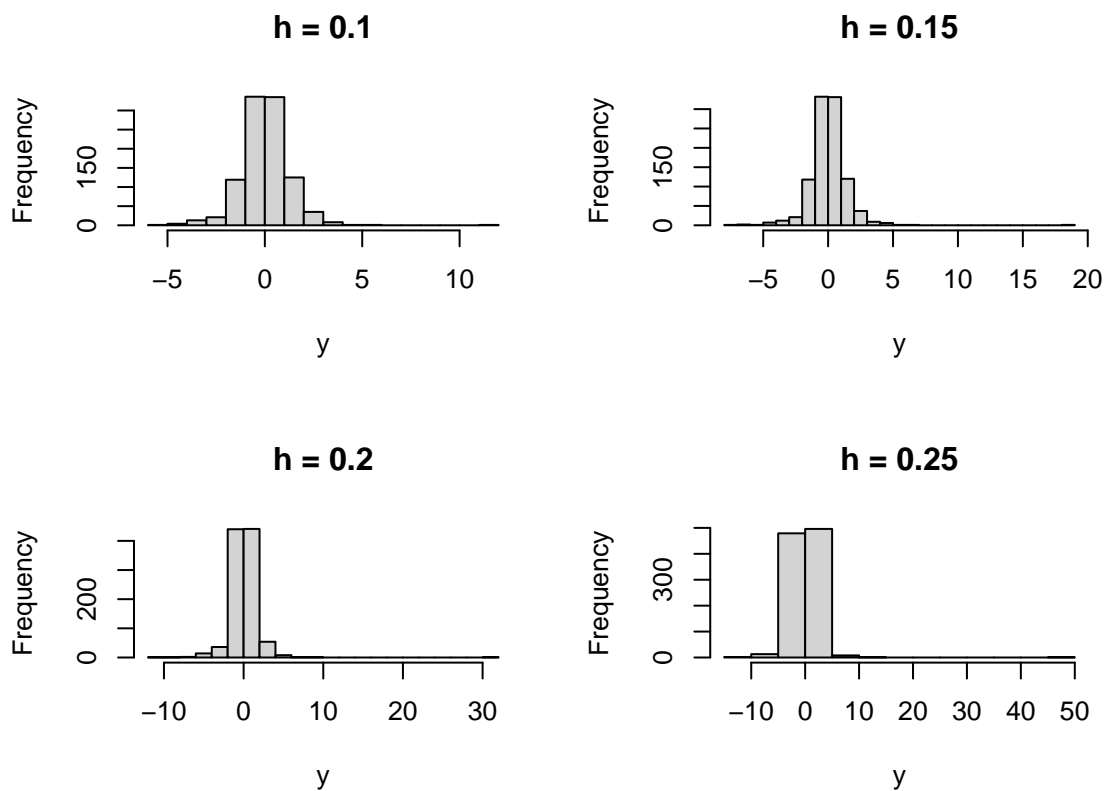 h = 0.1
Frequency
0 150
−5 0 5 10
y
h = 0.15
Frequency
0 150
−5 0 5 10 15 20
y
h = 0.2
Frequency
0 200
−10 0 10 20 30
y
h = 0.25
Frequency
0 300
−10 0 10 20 30 40 50
y